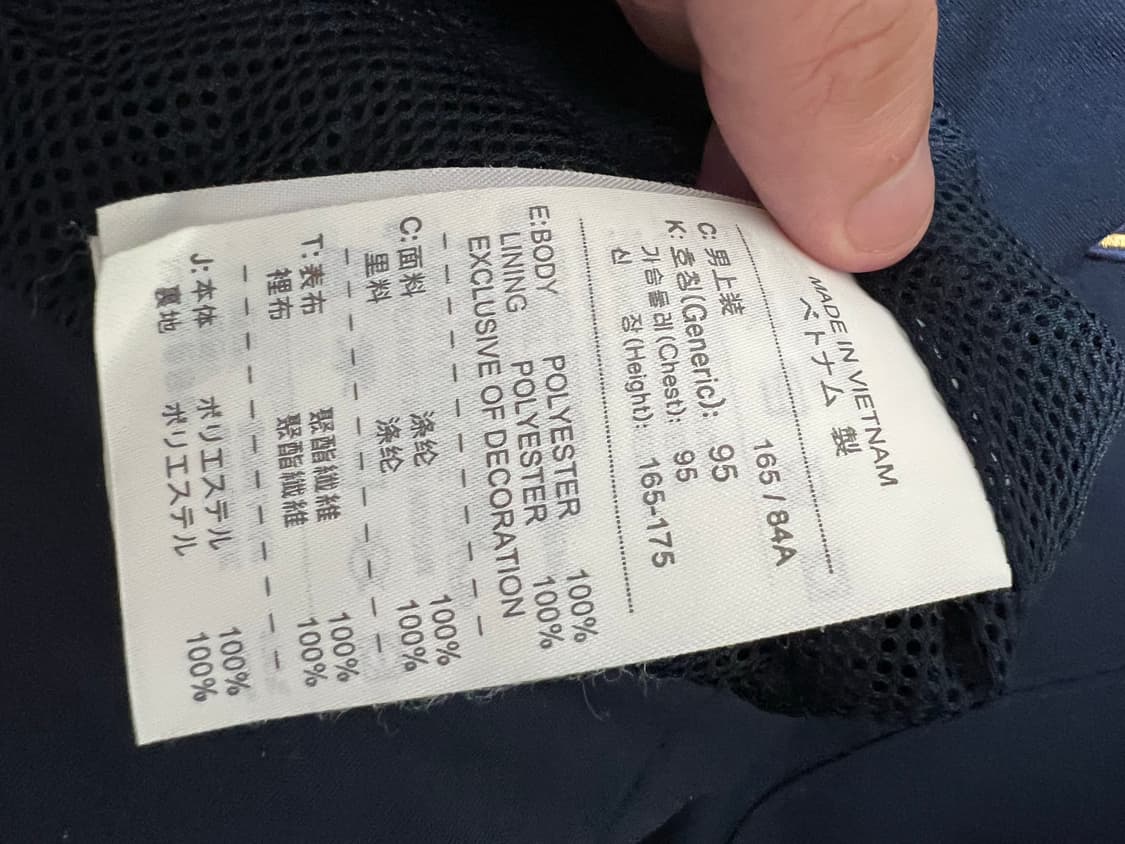 MADE IN VIETNAM
ベトナム 製
C: 男上装 165 / 84A
K: 호칭(Generic): 95
가슴둘레(Chest): 95
신 장(Height): 165-175
E:BODY POLYESTER 100%
LINING POLYESTER 100%
EXCLUSIVE OF DECORATION
C:面料 涤纶 100%
里料 涤纶 100%
T:表布 聚酯纖維 100%
裡布 聚酯纖維 100%
J:本体 ポリエステル 100%
裏地 ポリエステル 100%